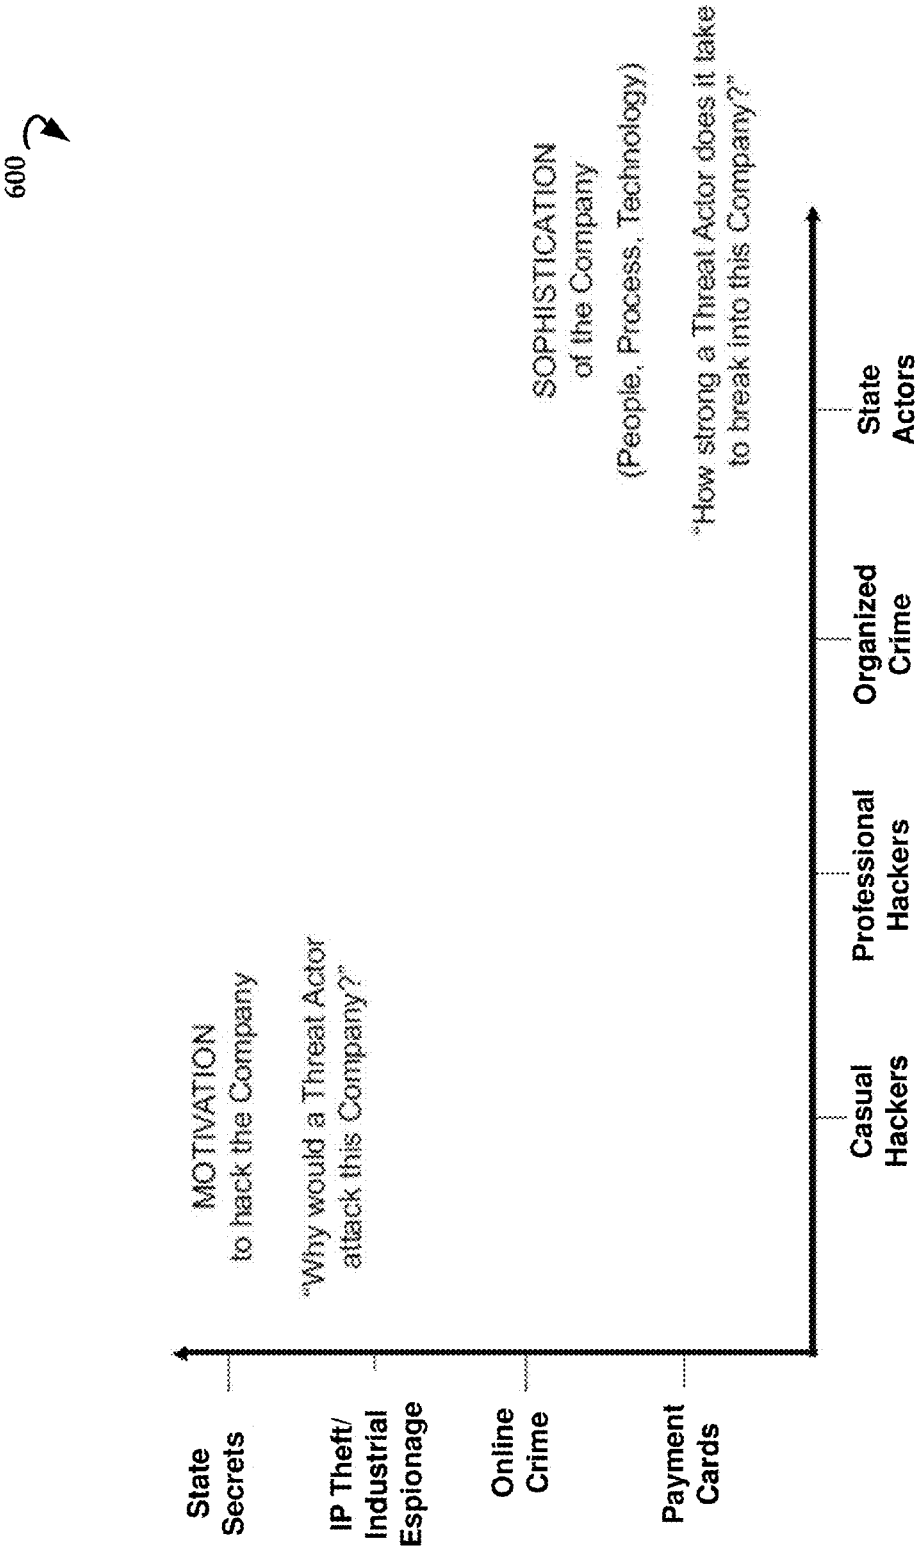 600
MOTIVATION
to hack the Company
"Why would a Threat Actor
attack this Company?"
State
Secrets
IP Theft/
Industrial
Espionage
Online
Crime
Payment
Cards
SOPHISTICATION
of the Company
(People, Process, Technology)
"How strong a Threat Actor does it take
to break into this Company?"
Casual
Hackers
Professional
Hackers
Organized
Crime
State
Actors